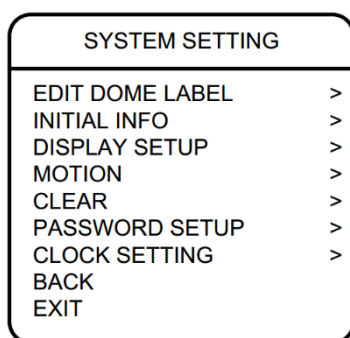 SYSTEM SETTING
EDIT DOME LABEL >
INITIAL INFO >
DISPLAY SETUP >
MOTION >
CLEAR >
PASSWORD SETUP >
CLOCK SETTING >
BACK
EXIT